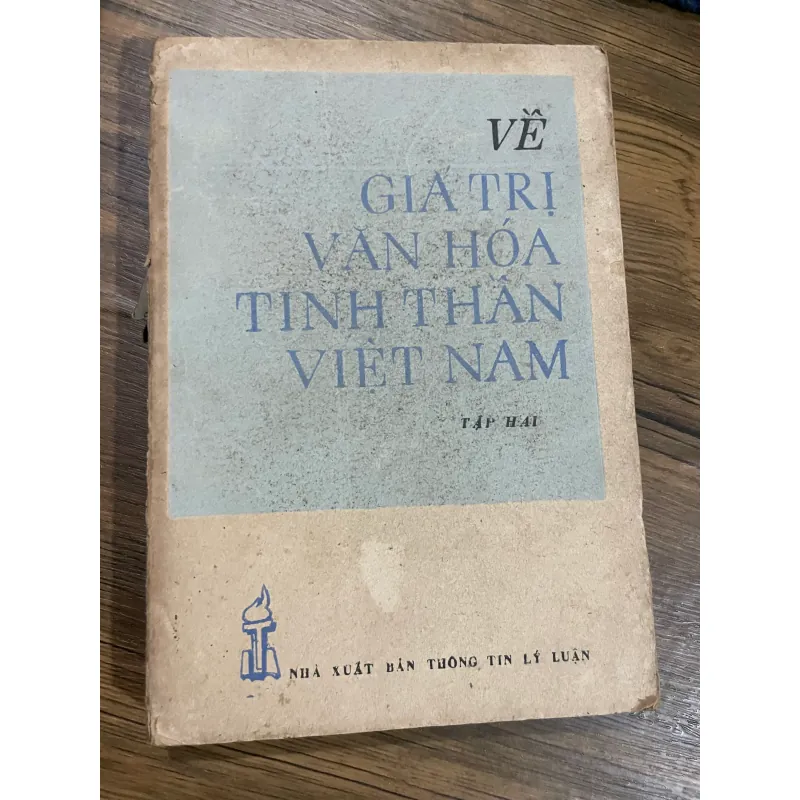 VỀ
GIÁ TRỊ
VĂN HÓA
TINH THẦN
VIỆT NAM
TẬP HAI
NHÀ XUẤT BẢN THÔNG TIN LÝ LUẬN